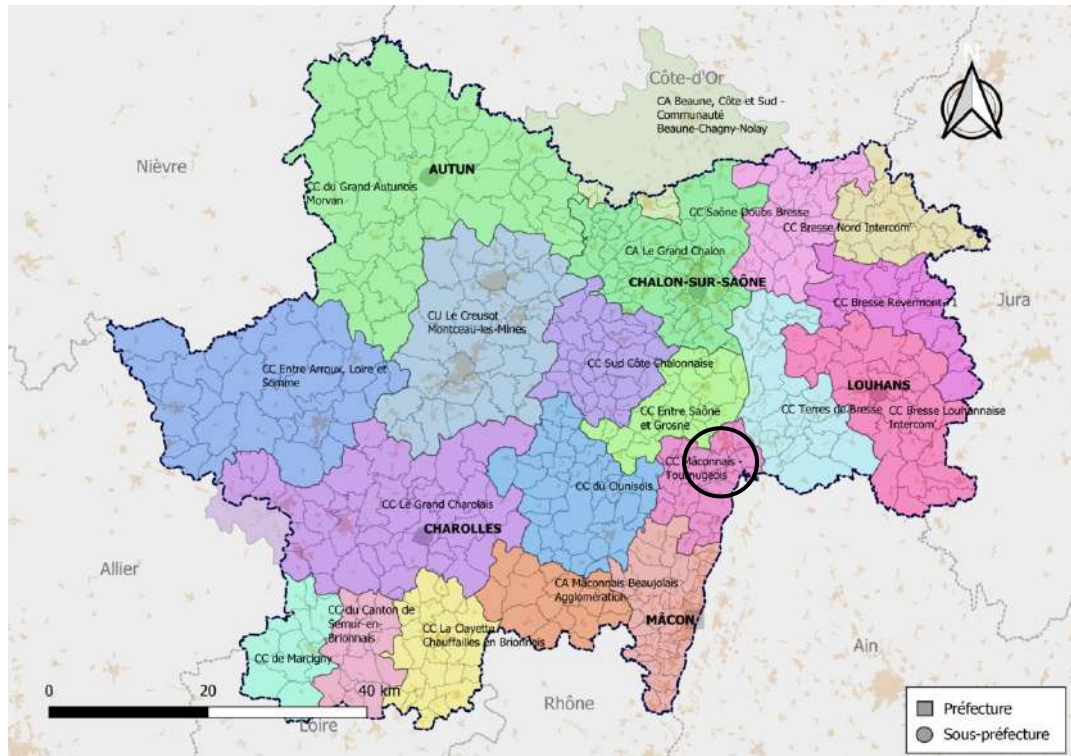 N
Côte-d'Or
CA Beaune, Côte et Sud -
Communauté
Beaune-Chagny-Nolay
Nièvre
AUTUN
CC du Grand Autunois
Morvan
CC Saône Doubs Bresse
CC Bresse Nord Intercom'
CA Le Grand Chalon
CHALON-SUR-SAÔNE
CC Bresse Revermont 71
Jura
CU Le Creusot
Montceau-les-Mines
CC Sud Côte Chalonnaise
CC Entre Arroux, Loire et
Somme
LOUHANS
CC Entre Saône
et Grosne
CC Terres de Bresse
CC Bresse Louhannaise
Intercom'
CC Mâconnais -
Tournugeois
CC du Clunisois
CC Le Grand Charolais
CHAROLLES
Allier
CA Mâconnais Beaujolais
Agglomération
MÂCON
CC du Canton de
Semur-en-
Brionnais
CC La Clayette
Chauffailles en Brionnais
CC de Marcigny
Ain
0 20 40 km
Rhône
Loire
Préfecture
Sous-préfecture